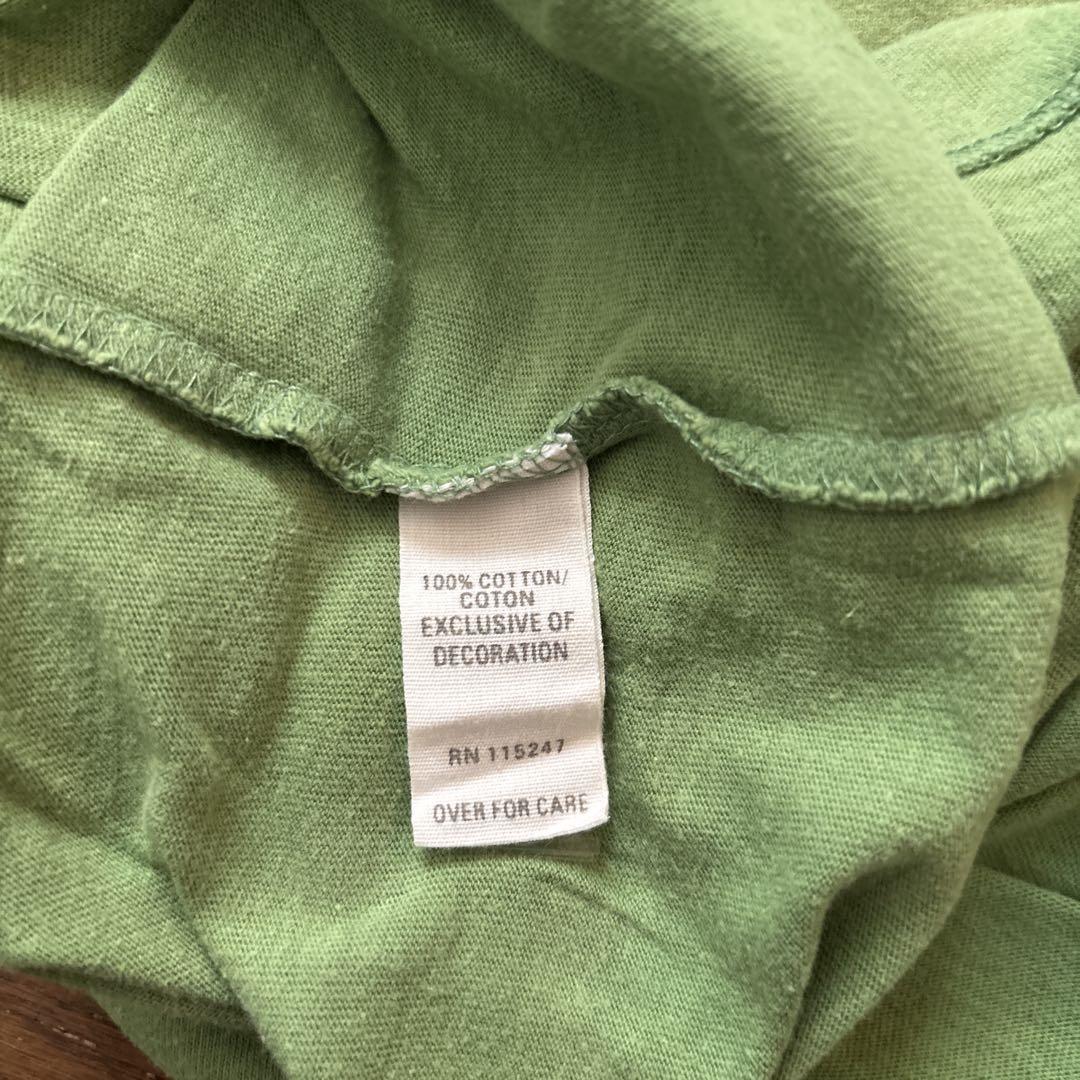 100% COTTON/
COTON
EXCLUSIVE OF
DECORATION
RN 115247
OVER FOR CARE